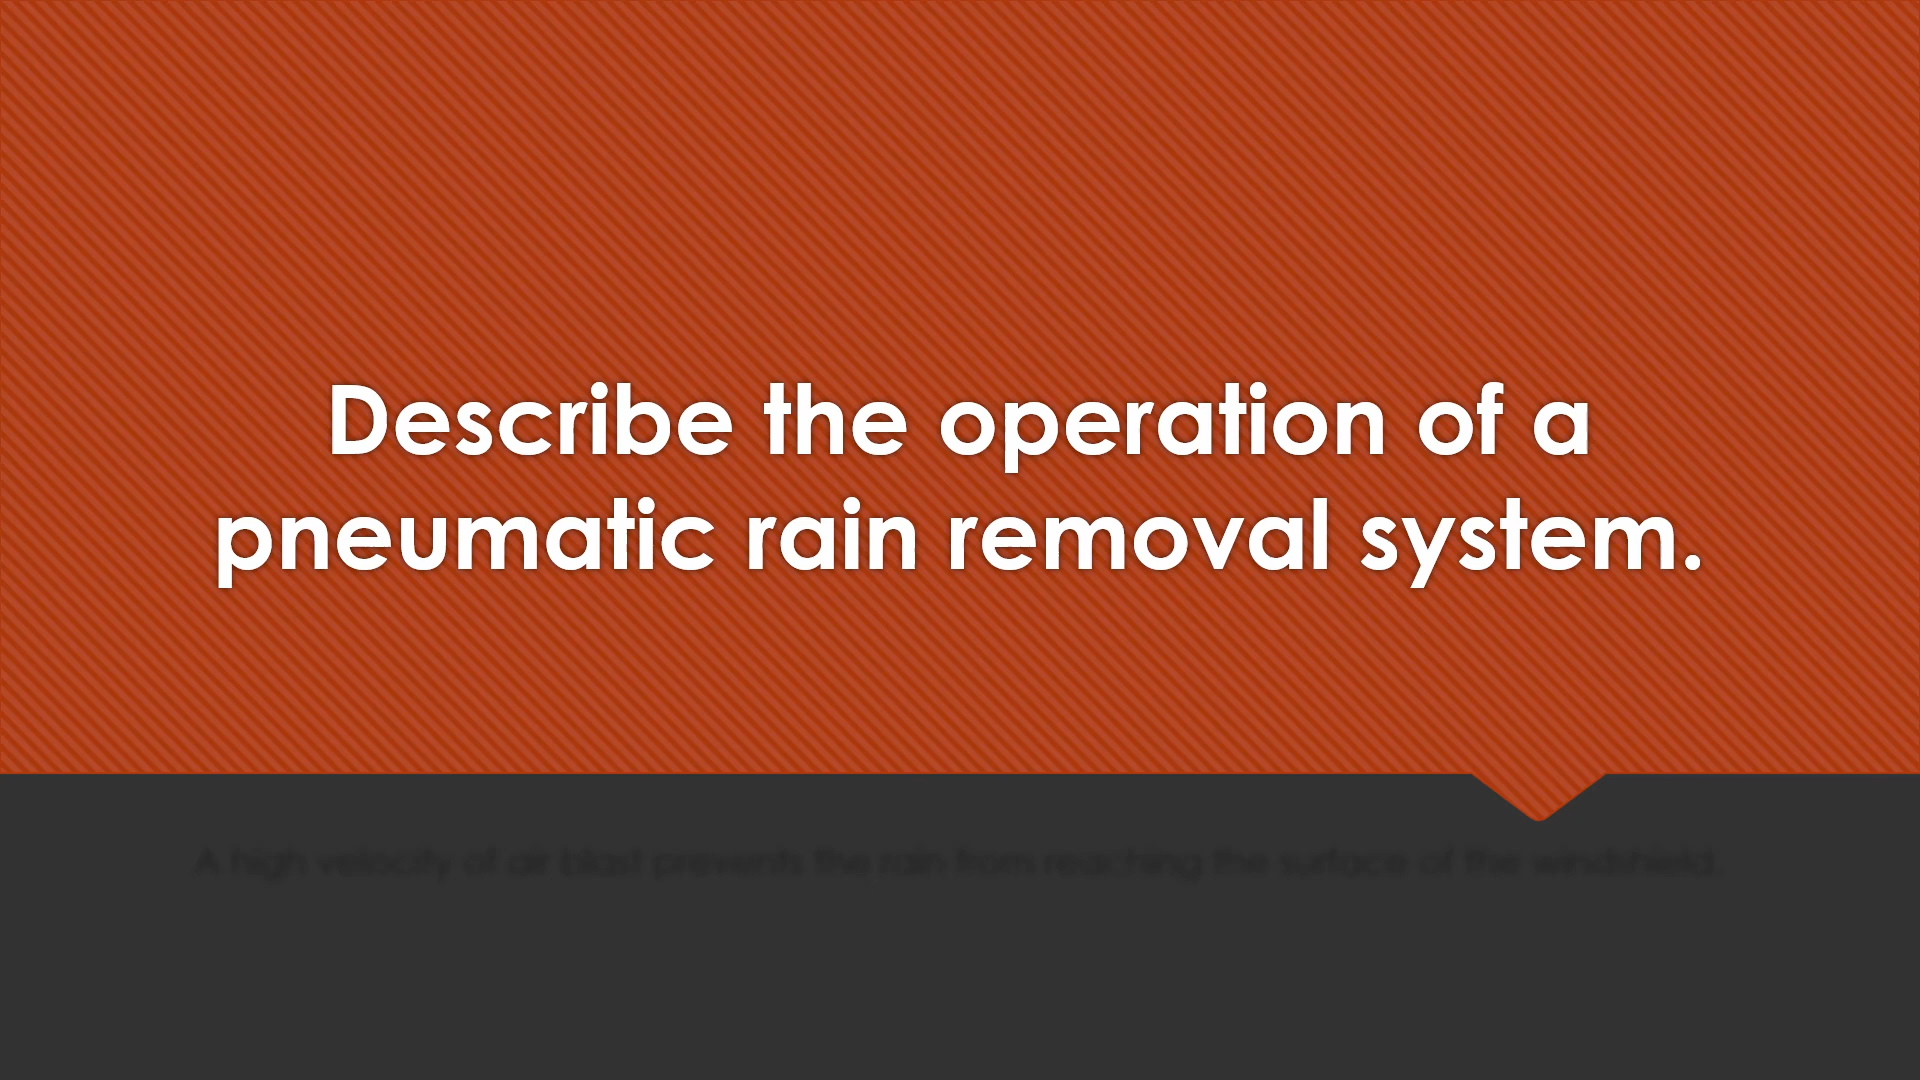 Describe the operation of a
pneumatic rain removal system.
A high velocity of air blast prevents the rain from reaching the surface of the windshield.